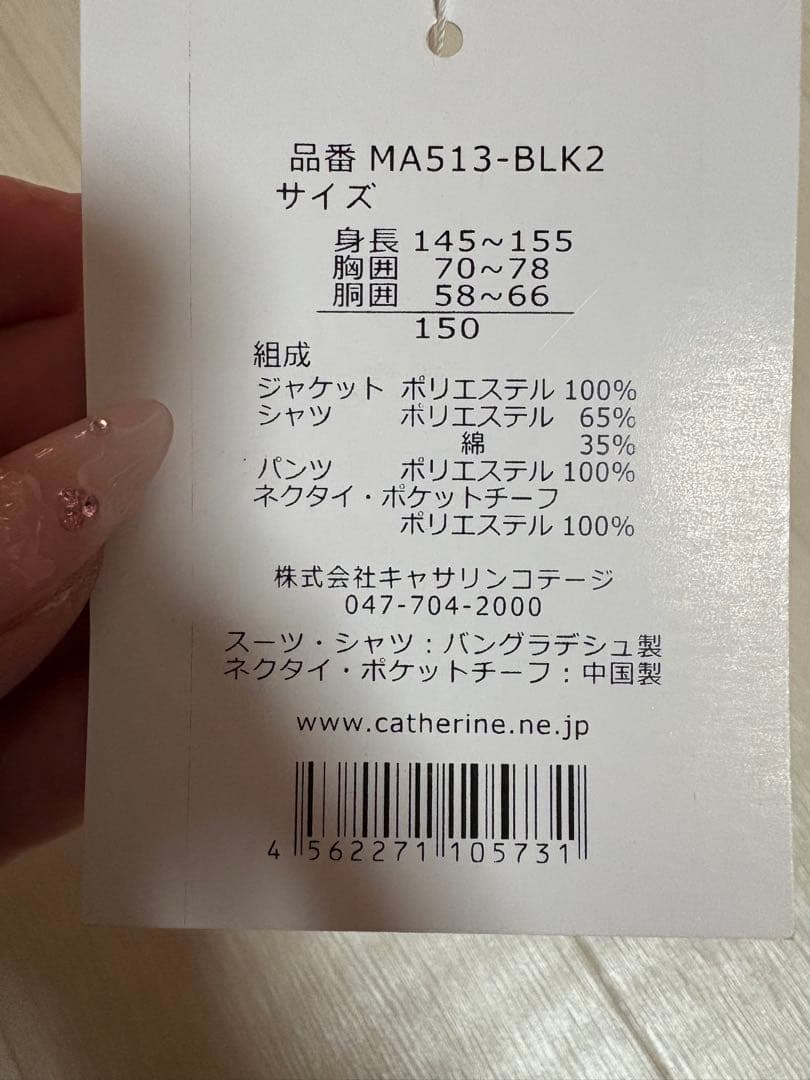 品番 MA513-BLK2
サイズ
身長 145～155
胸囲 70～78
胴囲 58～66
150
組成
ジャケット ポリエステル 100%
シャツ ポリエステル 65%
綿 35%
パンツ ポリエステル 100%
ネクタイ・ポケットチーフ
ポリエステル 100%
株式会社キャサリンコテージ
047-704-2000
スーツ・シャツ：バングラデシュ製
ネクタイ・ポケットチーフ：中国製
www.catherine.ne.jp
4 562271 105731